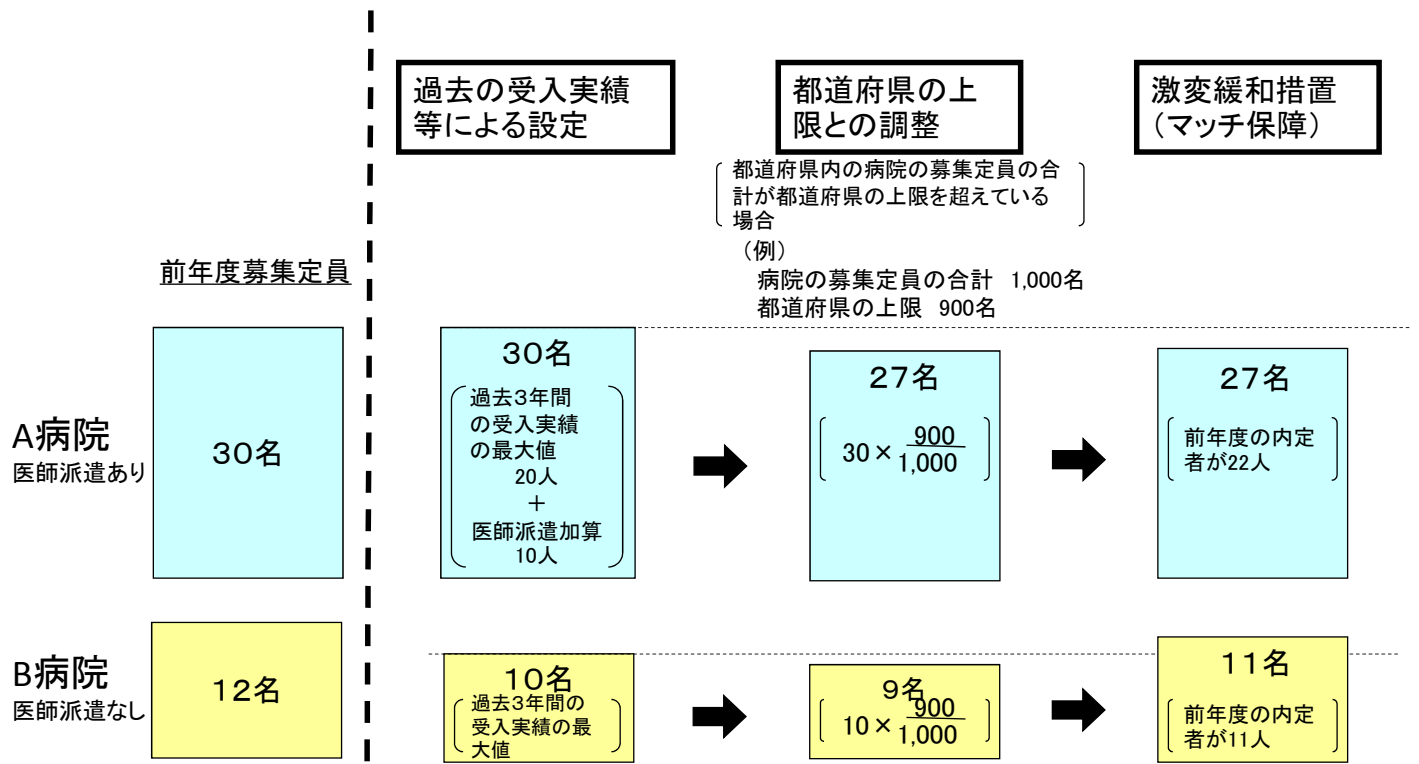 過去の受入実績
等による設定
都道府県の上
限との調整
激変緩和措置
（マッチ保障）
都道府県内の病院の募集定員の合
計が都道府県の上限を超えている
場合
（例）
病院の募集定員の合計 1,000名
都道府県の上限 900名
前年度募集定員
A病院
医師派遣あり
30名
30名
過去3年間
の受入実績
の最大値
20人
＋
医師派遣加算
10人
27名
30×900/1,000
27名
前年度の内定
者が22人
B病院
医師派遣なし
12名
10名
過去3年間の
受入実績の最
大値
9名
10×900/1,000
11名
前年度の内定
者が11人